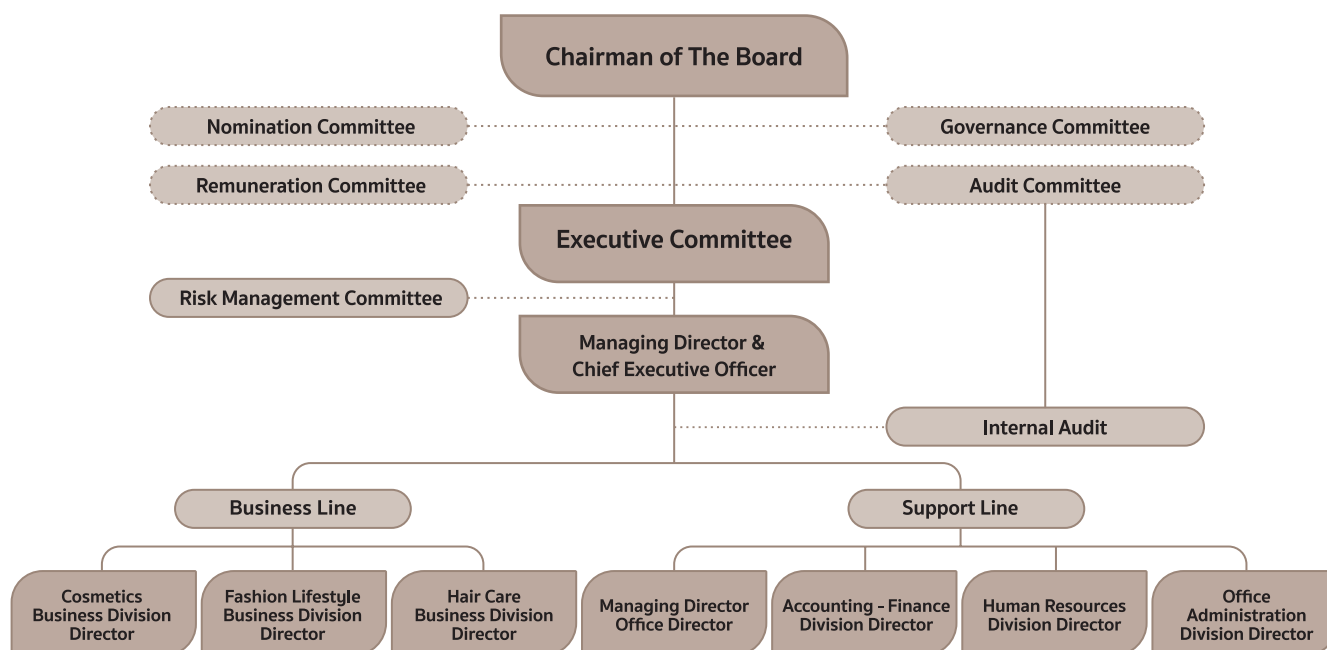 Chairman of The Board
Nomination Committee
Governance Committee
Remuneration Committee
Audit Committee
Executive Committee
Risk Management Committee
Managing Director &
Chief Executive Officer
Internal Audit
Business Line
Support Line
Cosmetics
Business Division
Director
Fashion Lifestyle
Business Division
Director
Hair Care
Business Division
Director
Managing Director
Office Director
Accounting - Finance
Division Director
Human Resources
Division Director
Office
Administration
Division Director